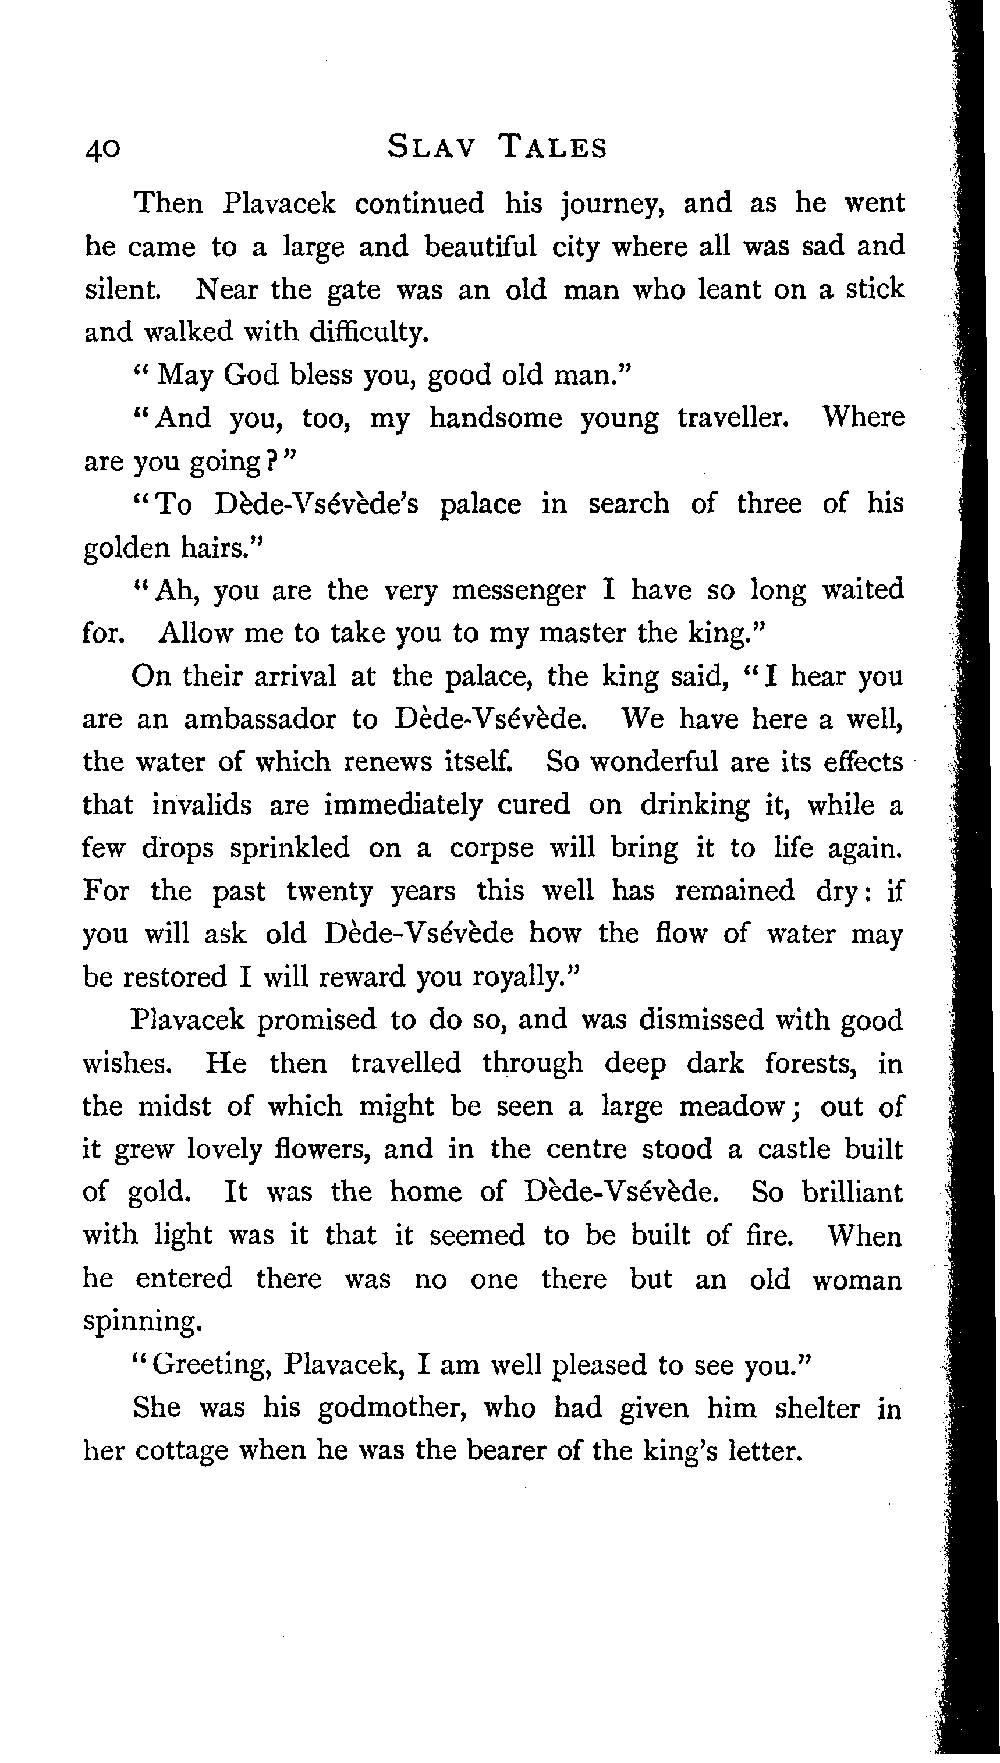 40 SLAV TALES
Then Plavacek continued his journey, and as he went
he came to a large and beautiful city where all was sad and
silent. Near the gate was an old man who leant on a stick
and walked with difficulty.
“May God bless you, good old man.”
“And you, too, my handsome young traveller. Where
are you going?”
“To Dède-Vsévède’s palace in search of three of his
golden hairs.”
“Ah, you are the very messenger I have so long waited
for. Allow me to take you to my master the king.”
On their arrival at the palace, the king said, “I hear you
are an ambassador to Dède-Vsévède. We have here a well,
the water of which renews itself. So wonderful are its effects
that invalids are immediately cured on drinking it, while a
few drops sprinkled on a corpse will bring it to life again.
For the past twenty years this well has remained dry: if
you will ask old Dède-Vsévède how the flow of water may
be restored I will reward you royally.”
Plavacek promised to do so, and was dismissed with good
wishes. He then travelled through deep dark forests, in
the midst of which might be seen a large meadow; out of
it grew lovely flowers, and in the centre stood a castle built
of gold. It was the home of Dède-Vsévède. So brilliant
with light was it that it seemed to be built of fire. When
he entered there was no one there but an old woman
spinning.
“Greeting, Plavacek, I am well pleased to see you.”
She was his godmother, who had given him shelter in
her cottage when he was the bearer of the king’s letter.